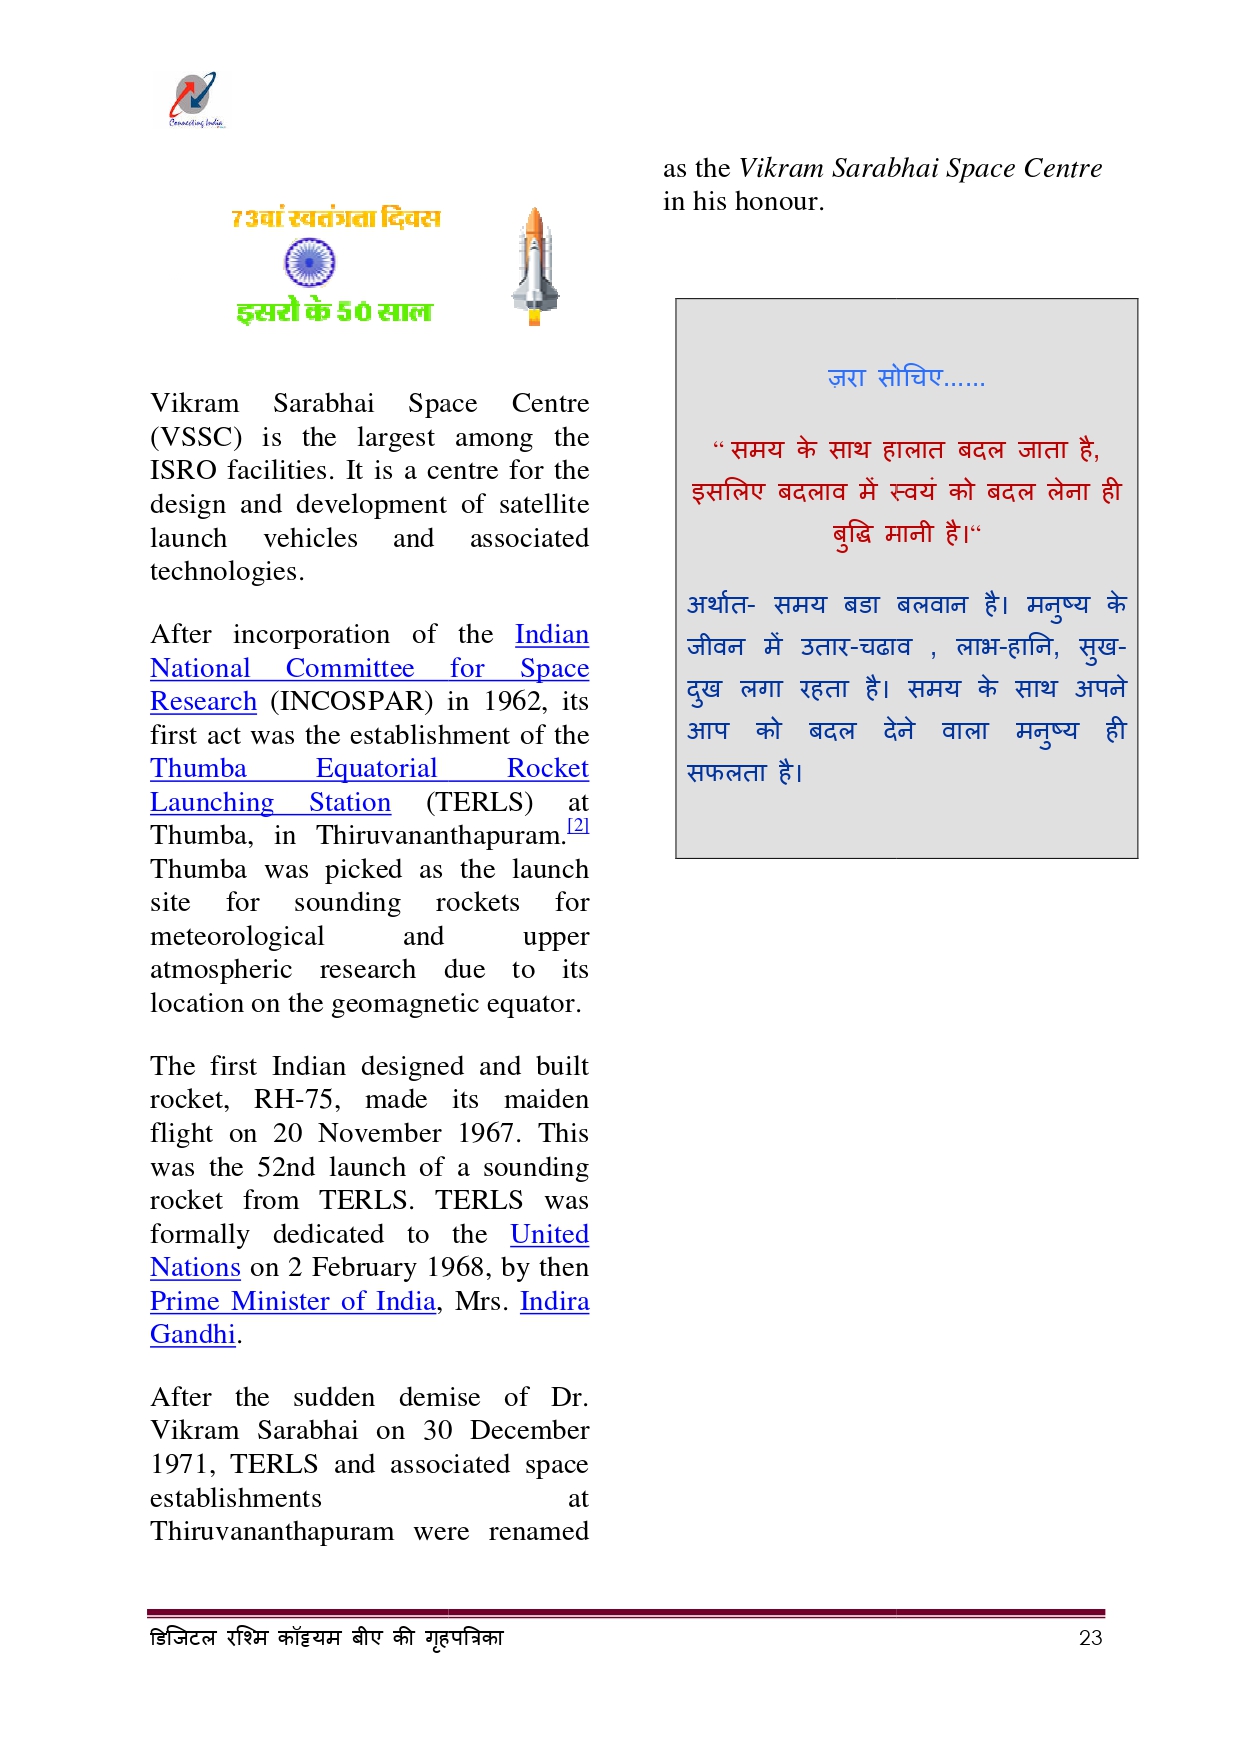 Connecting India
73वां स्वतंत्रता दिवस
इसरो के 50 साल
Vikram Sarabhai Space Centre
(VSSC) is the largest among the
ISRO facilities. It is a centre for the
design and development of satellite
launch vehicles and associated
technologies.
After incorporation of the Indian
National Committee for Space
Research (INCOSPAR) in 1962, its
first act was the establishment of the
Thumba Equatorial Rocket
Launching Station (TERLS) at
Thumba, in Thiruvananthapuram.[2]
Thumba was picked as the launch
site for sounding rockets for
meteorological and upper
atmospheric research due to its
location on the geomagnetic equator.
The first Indian designed and built
rocket, RH-75, made its maiden
flight on 20 November 1967. This
was the 52nd launch of a sounding
rocket from TERLS. TERLS was
formally dedicated to the United
Nations on 2 February 1968, by then
Prime Minister of India, Mrs. Indira
Gandhi.
After the sudden demise of Dr.
Vikram Sarabhai on 30 December
1971, TERLS and associated space
establishments at
Thiruvananthapuram were renamed
as the Vikram Sarabhai Space Centre
in his honour.
ज़रा सोचिए......
“ समय के साथ हालात बदल जाता है,
इसलिए बदलाव में स्वयं को बदल लेना ही
बुद्धि मानी है।“
अर्थात- समय बडा बलवान है। मनुष्य के
जीवन में उतार-चढाव , लाभ-हानि, सुख-
दुख लगा रहता है। समय के साथ अपने
आप को बदल देने वाला मनुष्य ही
सफलता है।
डिजिटल रश्मि कॉट्टयम बीए की गृहपत्रिका 23